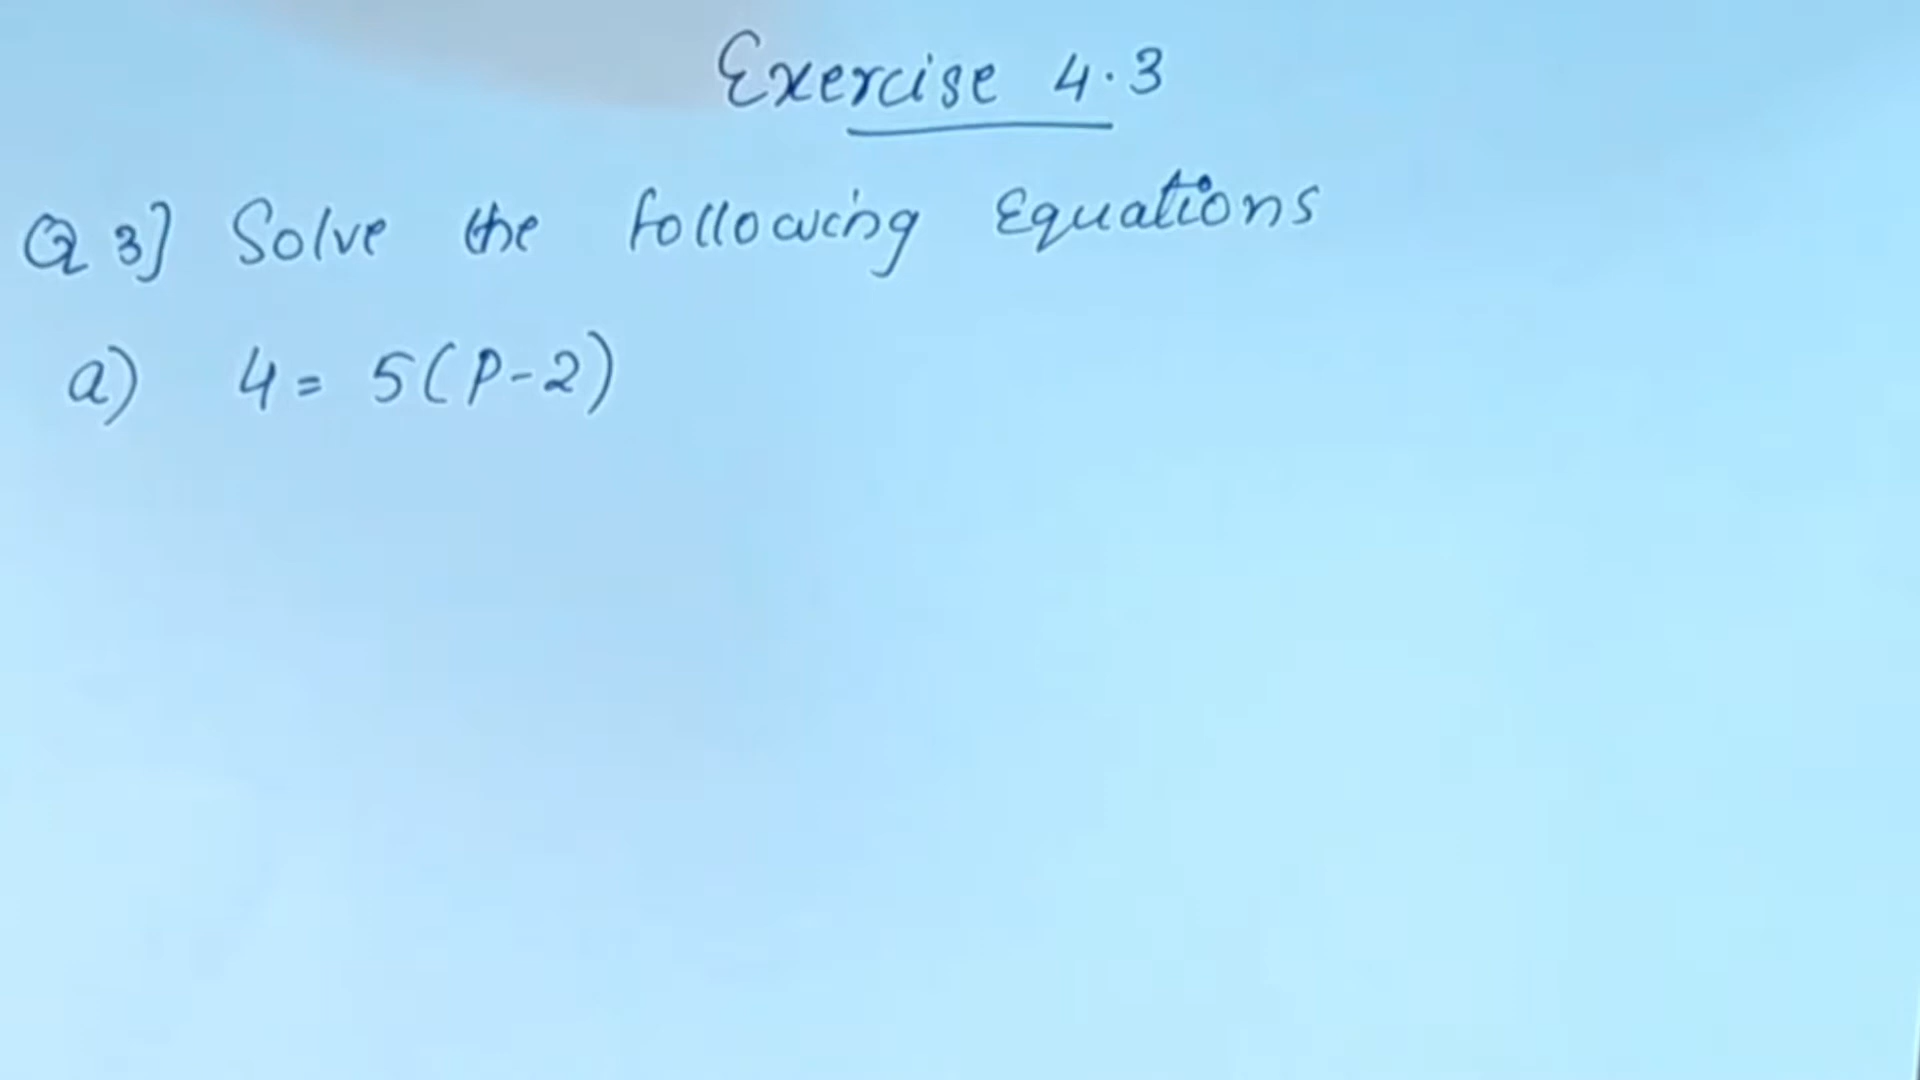 Exercise 4.3
Q 3] Solve the following Equations
a) 4 = 5(P-2)